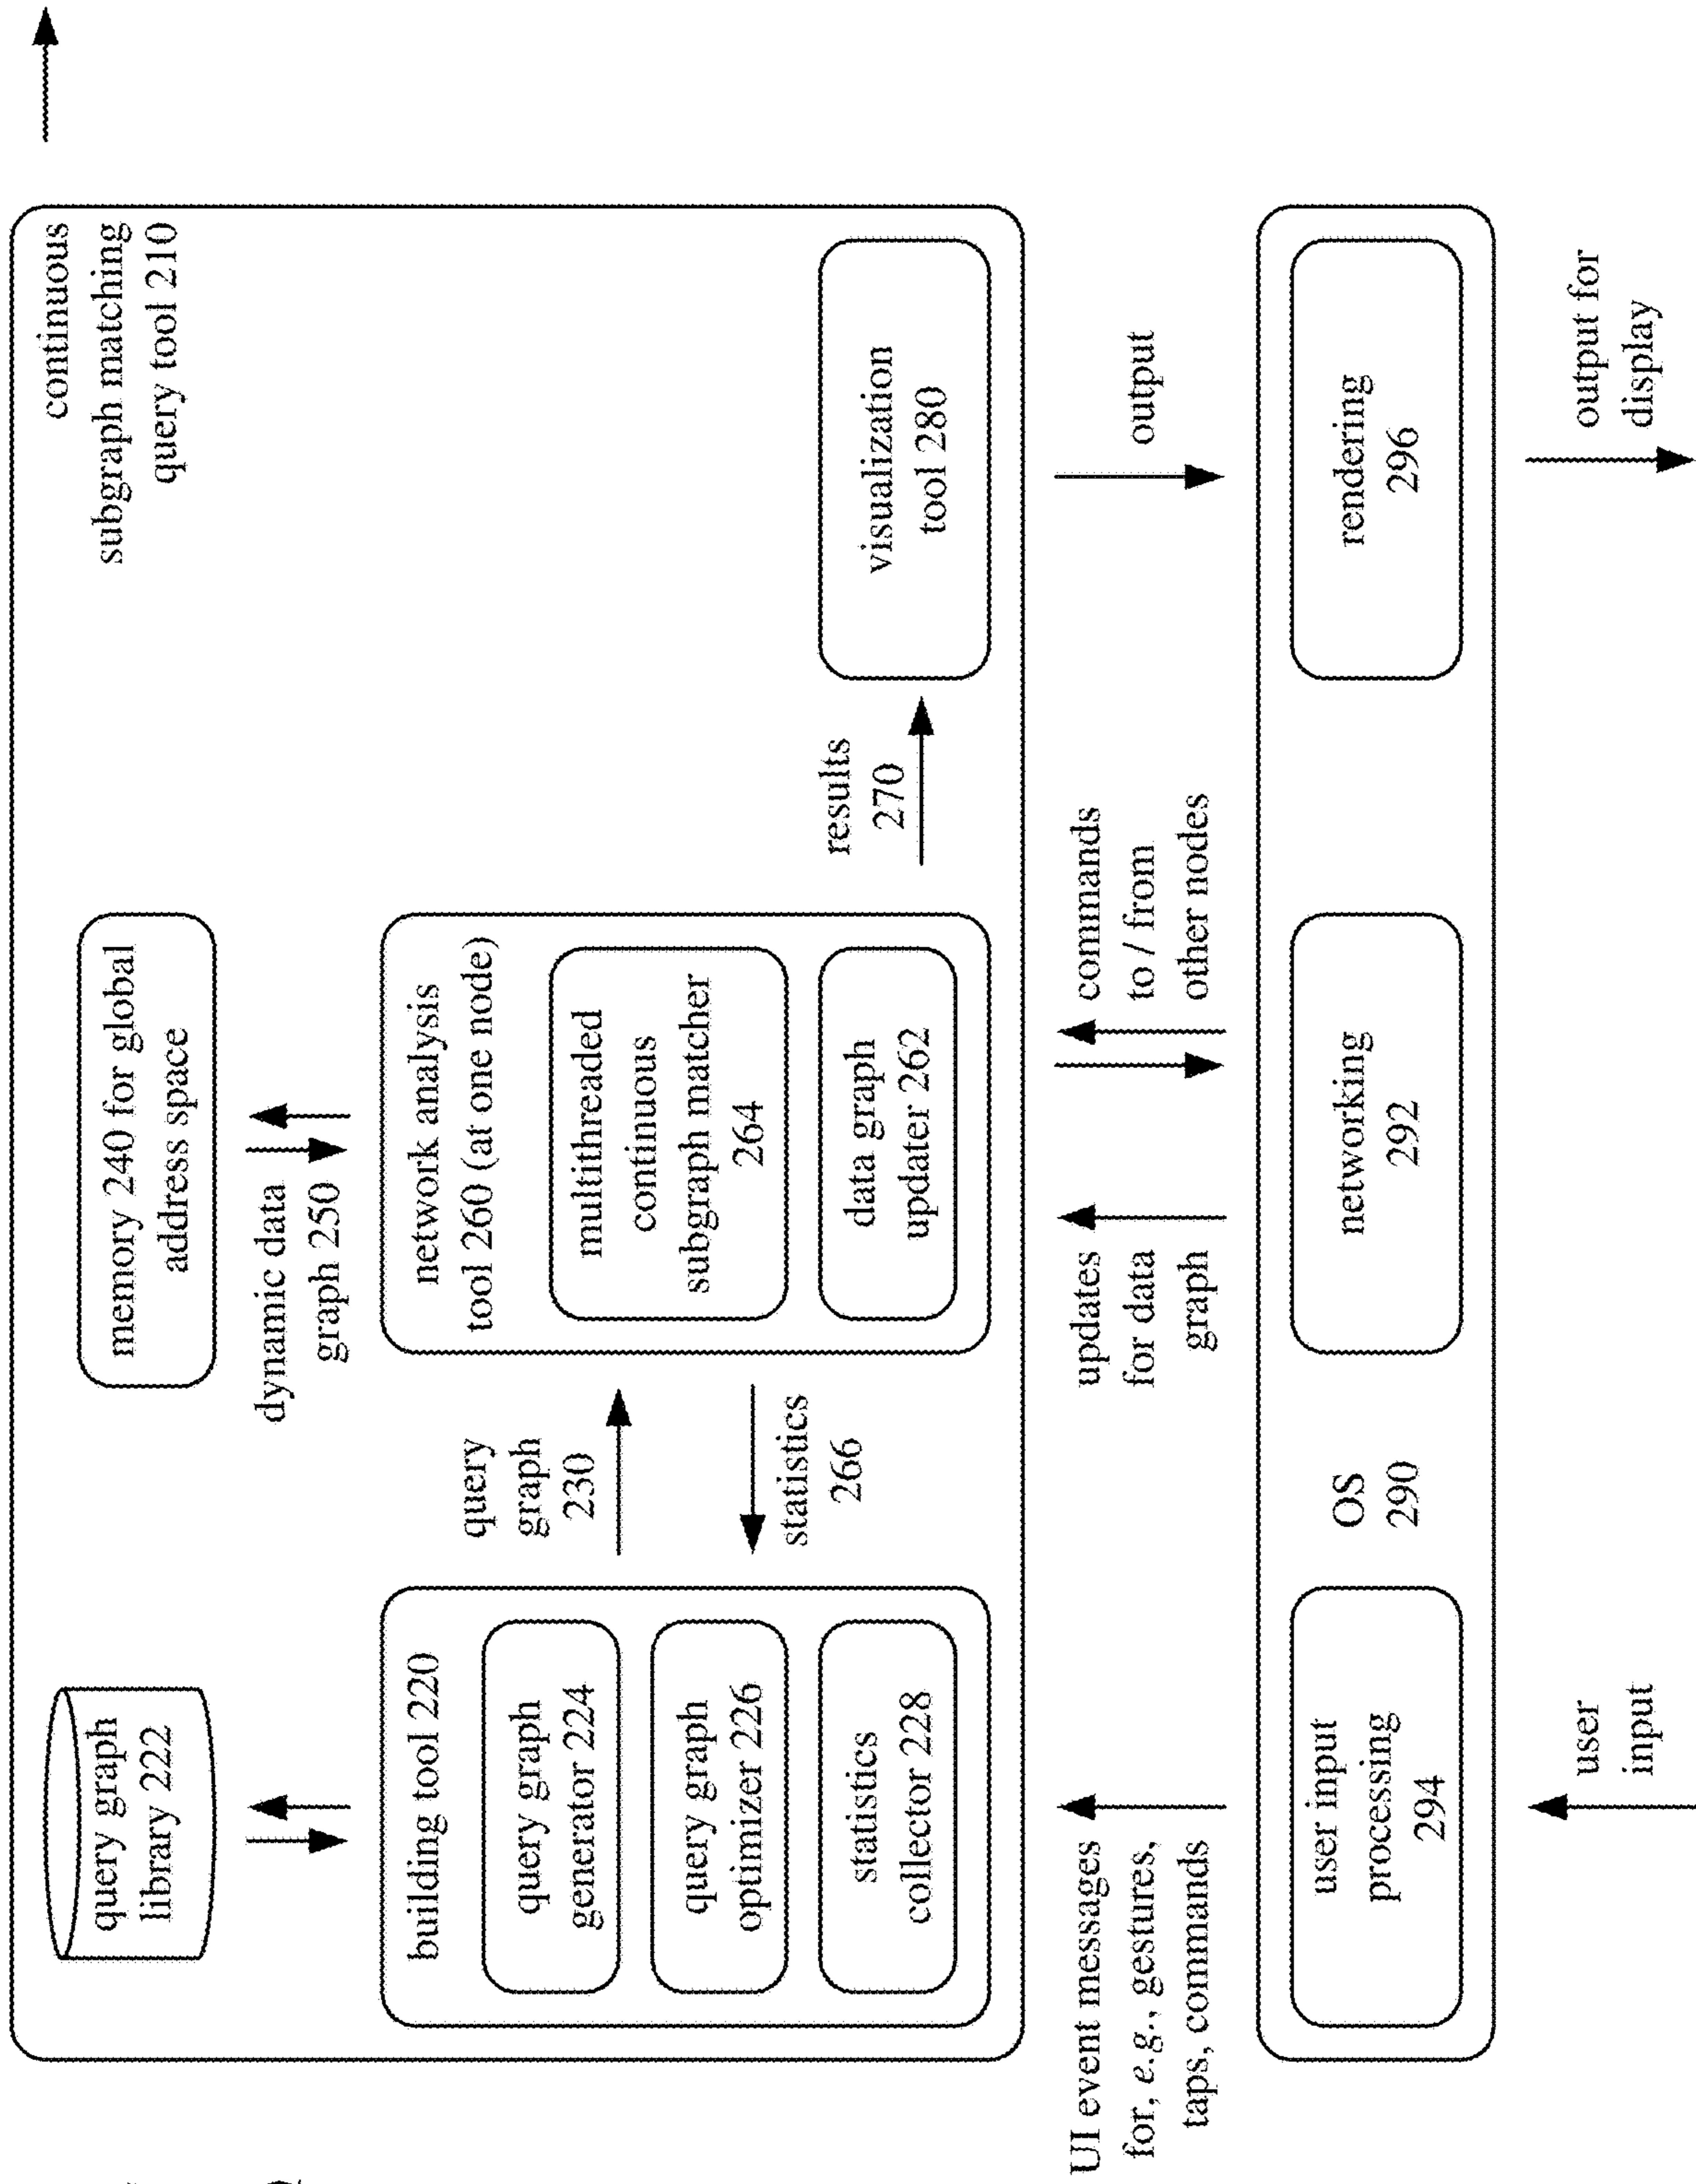 continuous
subgraph matching
query tool 210
query graph
library 222
memory 240 for global
address space
dynamic data
graph 250
building tool 220
query graph
generator 224
query graph
optimizer 226
statistics
collector 228
query
graph
230
statistics
266
network analysis
tool 260 (at one node)
multithreaded
continuous
subgraph matcher
264
data graph
updater 262
results
270
visualization
tool 280
UI event messages
for, e.g., gestures,
taps, commands
updates
for data
graph
commands
to / from
other nodes
output
user input
processing
294
OS
290
networking
292
rendering
296
user
input
output for
display